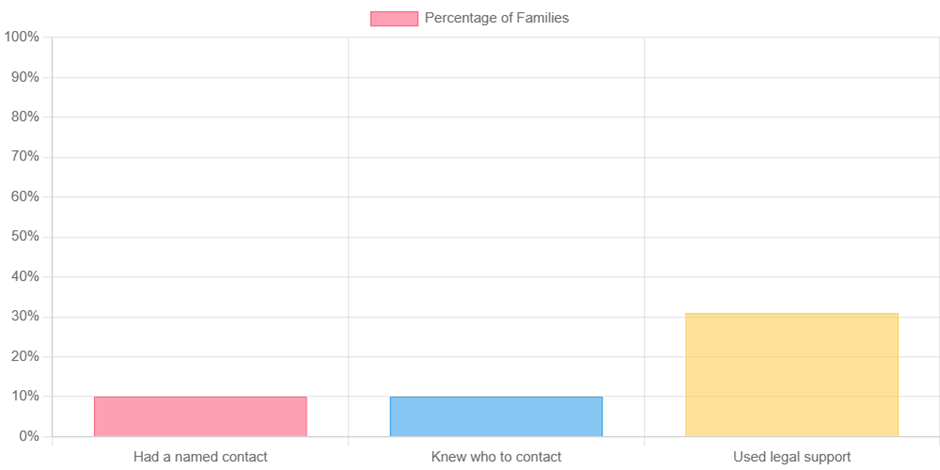 Percentage of Families
100%
90%
80%
70%
60%
50%
40%
30%
20%
10%
0%
Had a named contact
Knew who to contact
Used legal support